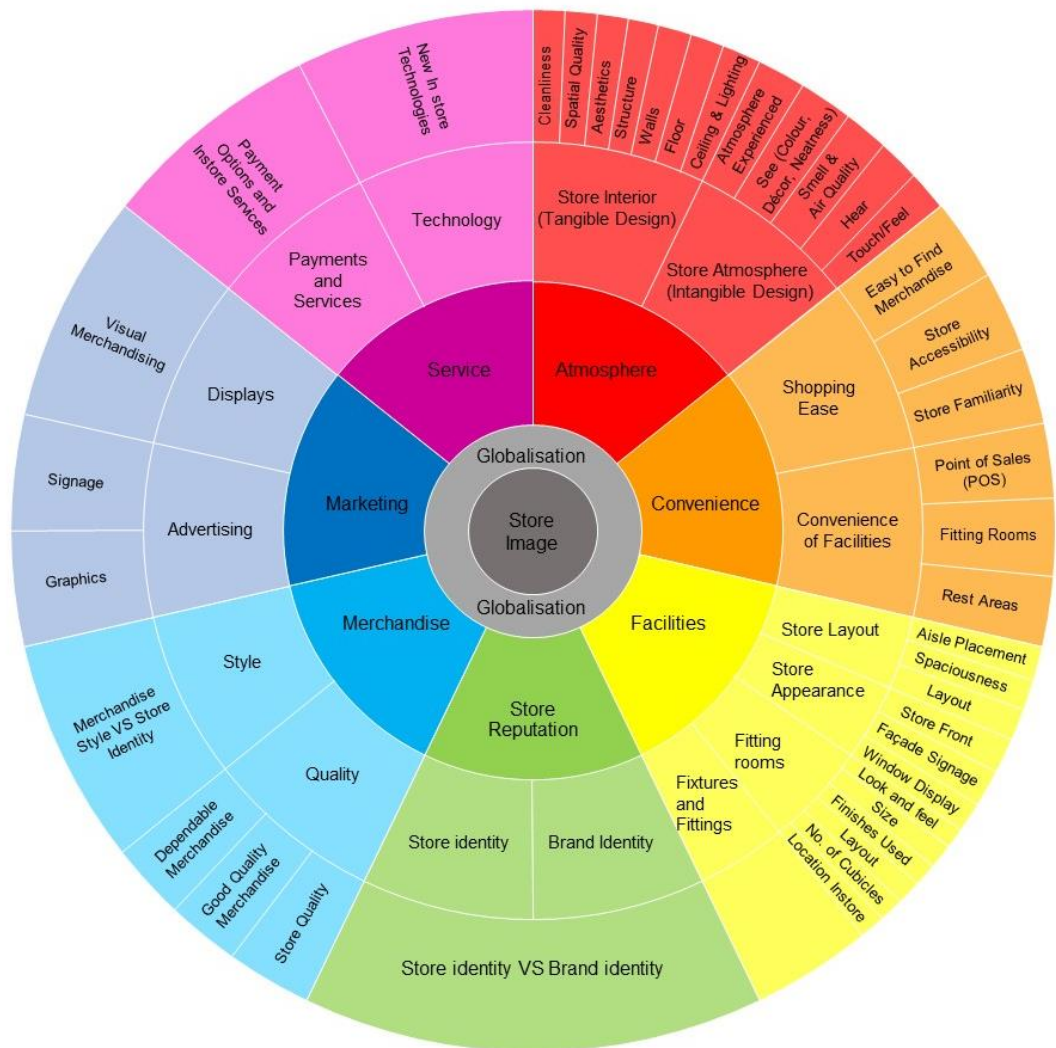 Store
Image
Globalisation
Globalisation
Atmosphere
Store Interior
(Tangible Design)
Cleanliness
Spatial Quality
Aesthetics
Structure
Walls
Floor
Ceiling & Lighting
Store Atmosphere
(Intangible Design)
Atmosphere
Experienced
See (Colour,
Décor, Neatness)
Smell &
Air Quality
Hear
Touch/Feel
Convenience
Shopping
Ease
Easy to Find
Merchandise
Store
Accessibility
Store Familiarity
Convenience
of Facilities
Point of Sales
(POS)
Fitting Rooms
Rest Areas
Facilities
Store Layout
Aisle Placement
Spaciousness
Layout
Store
Appearance
Store Front
Façade Signage
Window Display
Fitting
rooms
Look and feel
Size
Finishes Used
Layout
No. of Cubicles
Location Instore
Fixtures
and
Fittings
Store
Reputation
Store identity
Brand Identity
Store identity VS Brand identity
Merchandise
Quality
Store Quality
Good Quality
Merchandise
Dependable
Merchandise
Style
Merchandise
Style VS Store
Identity
Marketing
Advertising
Graphics
Signage
Displays
Visual
Merchandising
Service
Payments
and
Services
Payment
Options and
Instore Services
Technology
New In store
Technologies